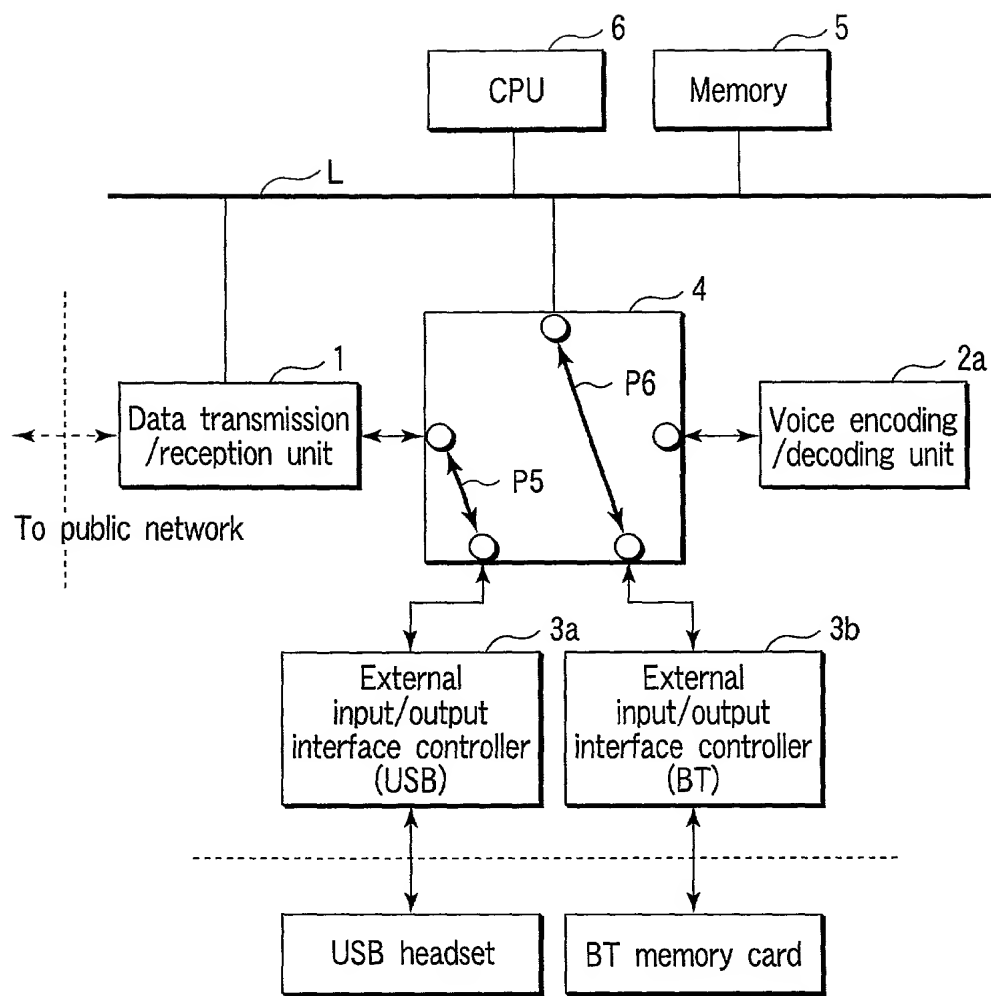 6
5
CPU
Memory
L
4
1
2a
P6
Data transmission
/reception unit
Voice encoding
/decoding unit
P5
To public network
3a
3b
External
input/output
interface controller
(USB)
External
input/output
interface controller
(BT)
USB headset
BT memory card